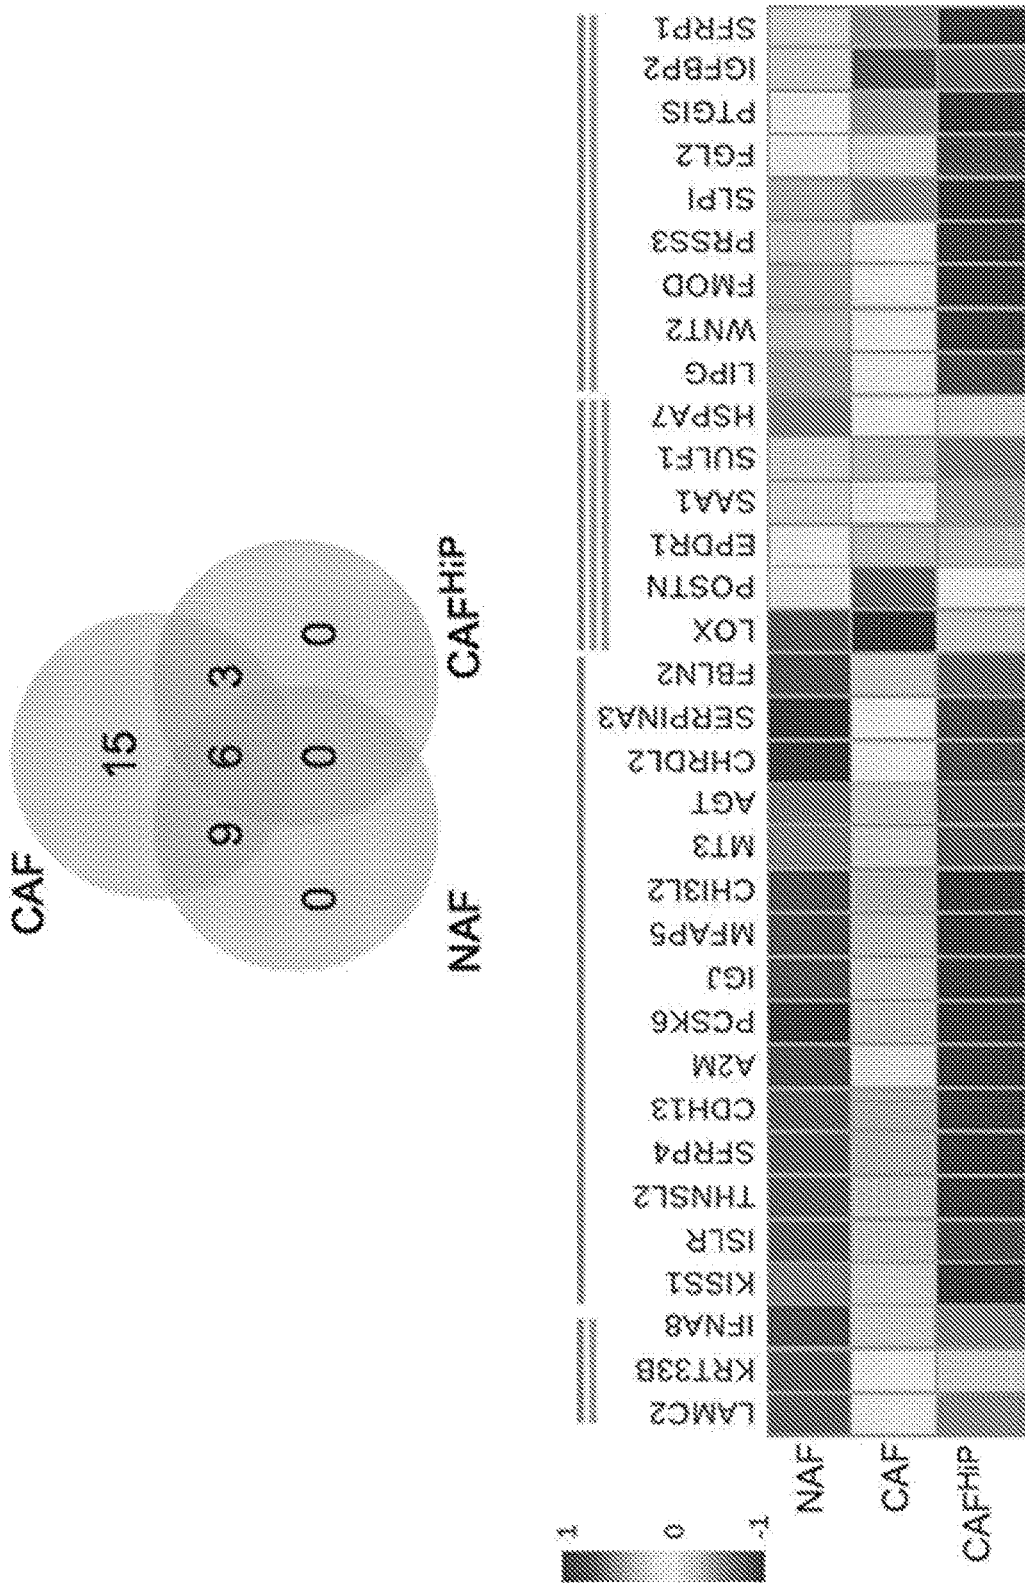 CAF
15
9
6
3
0
0
0
NAF
CAFHiP
1
0
-1
LAMC2
KRT33B
IFNA8
KISS1
ISLR
THNSL2
SFRP4
CDH13
A2M
PCSK6
IGJ
MFAP5
CHI3L2
MT3
AGT
CHRDL2
SERPINA3
FBLN2
LOX
POSTN
EPDR1
SAA1
SULF1
HSPA7
LIPG
WNT2
FMOD
PRSS3
SLPI
FGL2
PTGIS
IGFBP2
SFRP1
NAF
CAF
CAFHiP